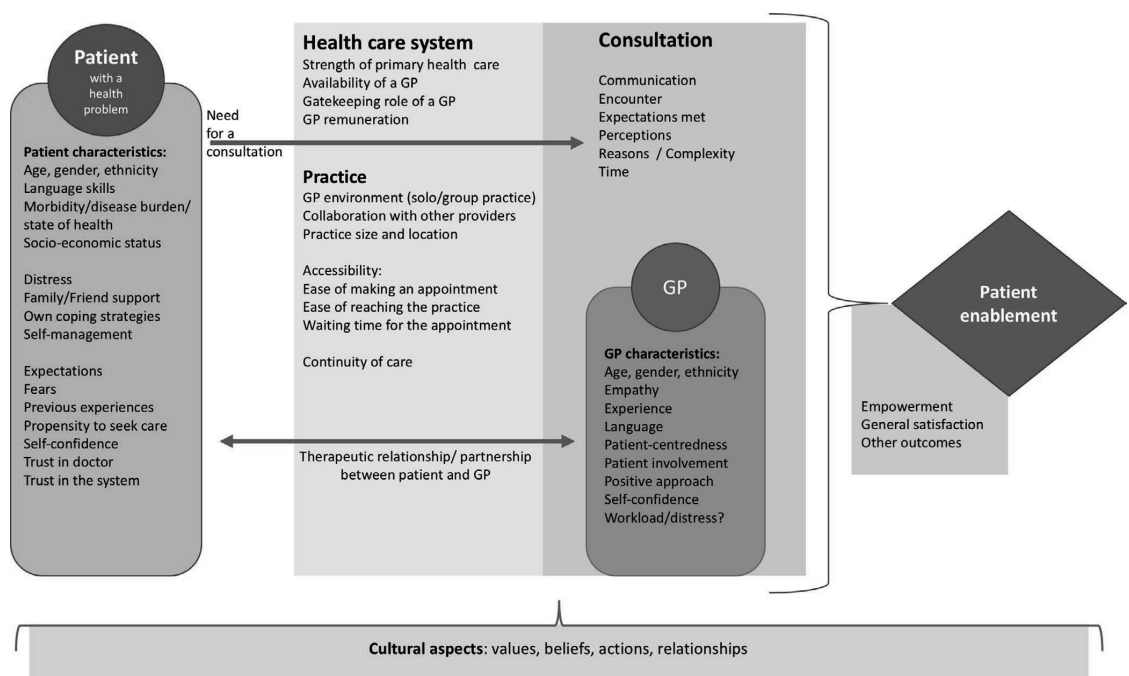 Patient
with a
health
problem
Patient characteristics:
Age, gender, ethnicity
Language skills
Morbidity/disease burden/
state of health
Socio-economic status
Distress
Family/Friend support
Own coping strategies
Self-management
Expectations
Fears
Previous experiences
Propensity to seek care
Self-confidence
Trust in doctor
Trust in the system
Need
for a
consultation
Health care system
Strength of primary health care
Availability of a GP
Gatekeeping role of a GP
GP remuneration
Practice
GP environment (solo/group practice)
Collaboration with other providers
Practice size and location
Accessibility:
Ease of making an appointment
Ease of reaching the practice
Waiting time for the appointment
Continuity of care
Therapeutic relationship/ partnership
between patient and GP
Consultation
Communication
Encounter
Expectations met
Perceptions
Reasons / Complexity
Time
GP
GP characteristics:
Age, gender, ethnicity
Empathy
Experience
Language
Patient-centredness
Patient involvement
Positive approach
Self-confidence
Workload/distress?
Patient
enablement
Empowerment
General satisfaction
Other outcomes
Cultural aspects: values, beliefs, actions, relationships